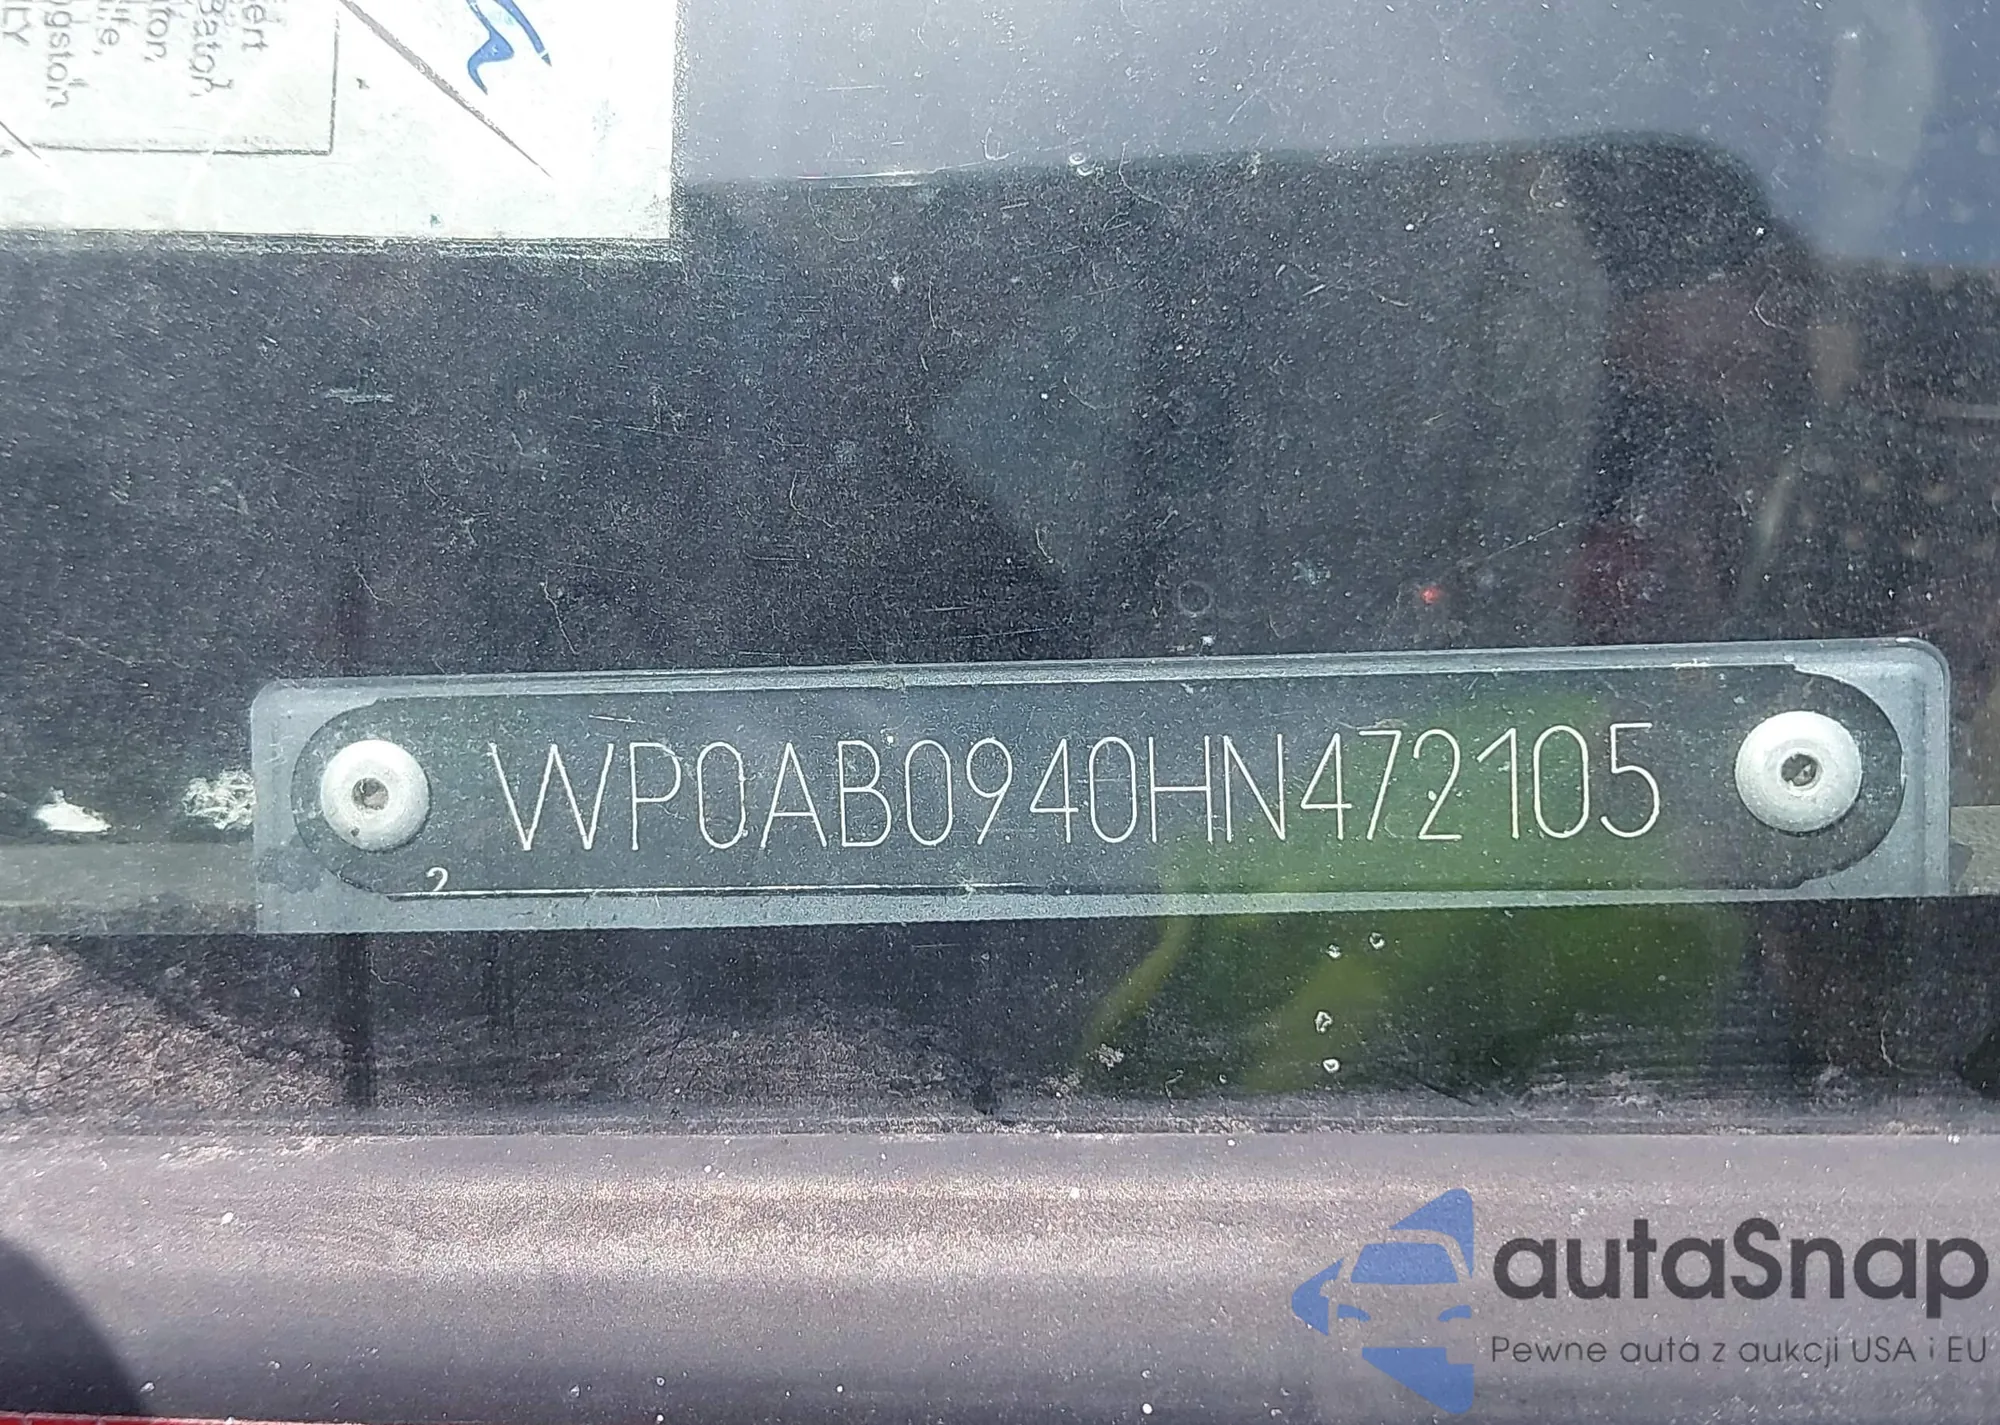 WP0AB0940HN472105
2
autaSnap
Pewne auta z aukcji USA i EU